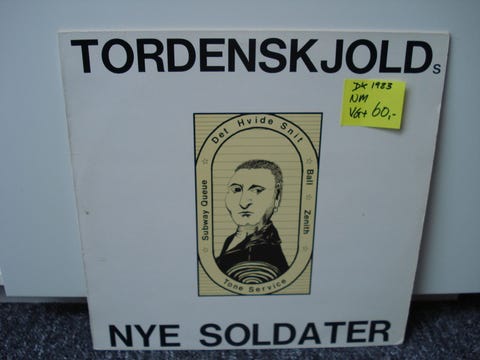 TORDENSKJOLDs
DK 1983
NM
VG+ 60,-
Det Hvide Snit
Subway Queue
Ball
Zenith
Tone Service
NYE SOLDATER